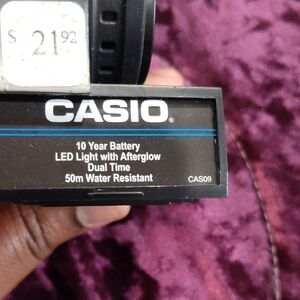 $ 21.92
CASIO®
10 Year Battery
LED Light with Afterglow
Dual Time
50m Water Resistant
CAS09